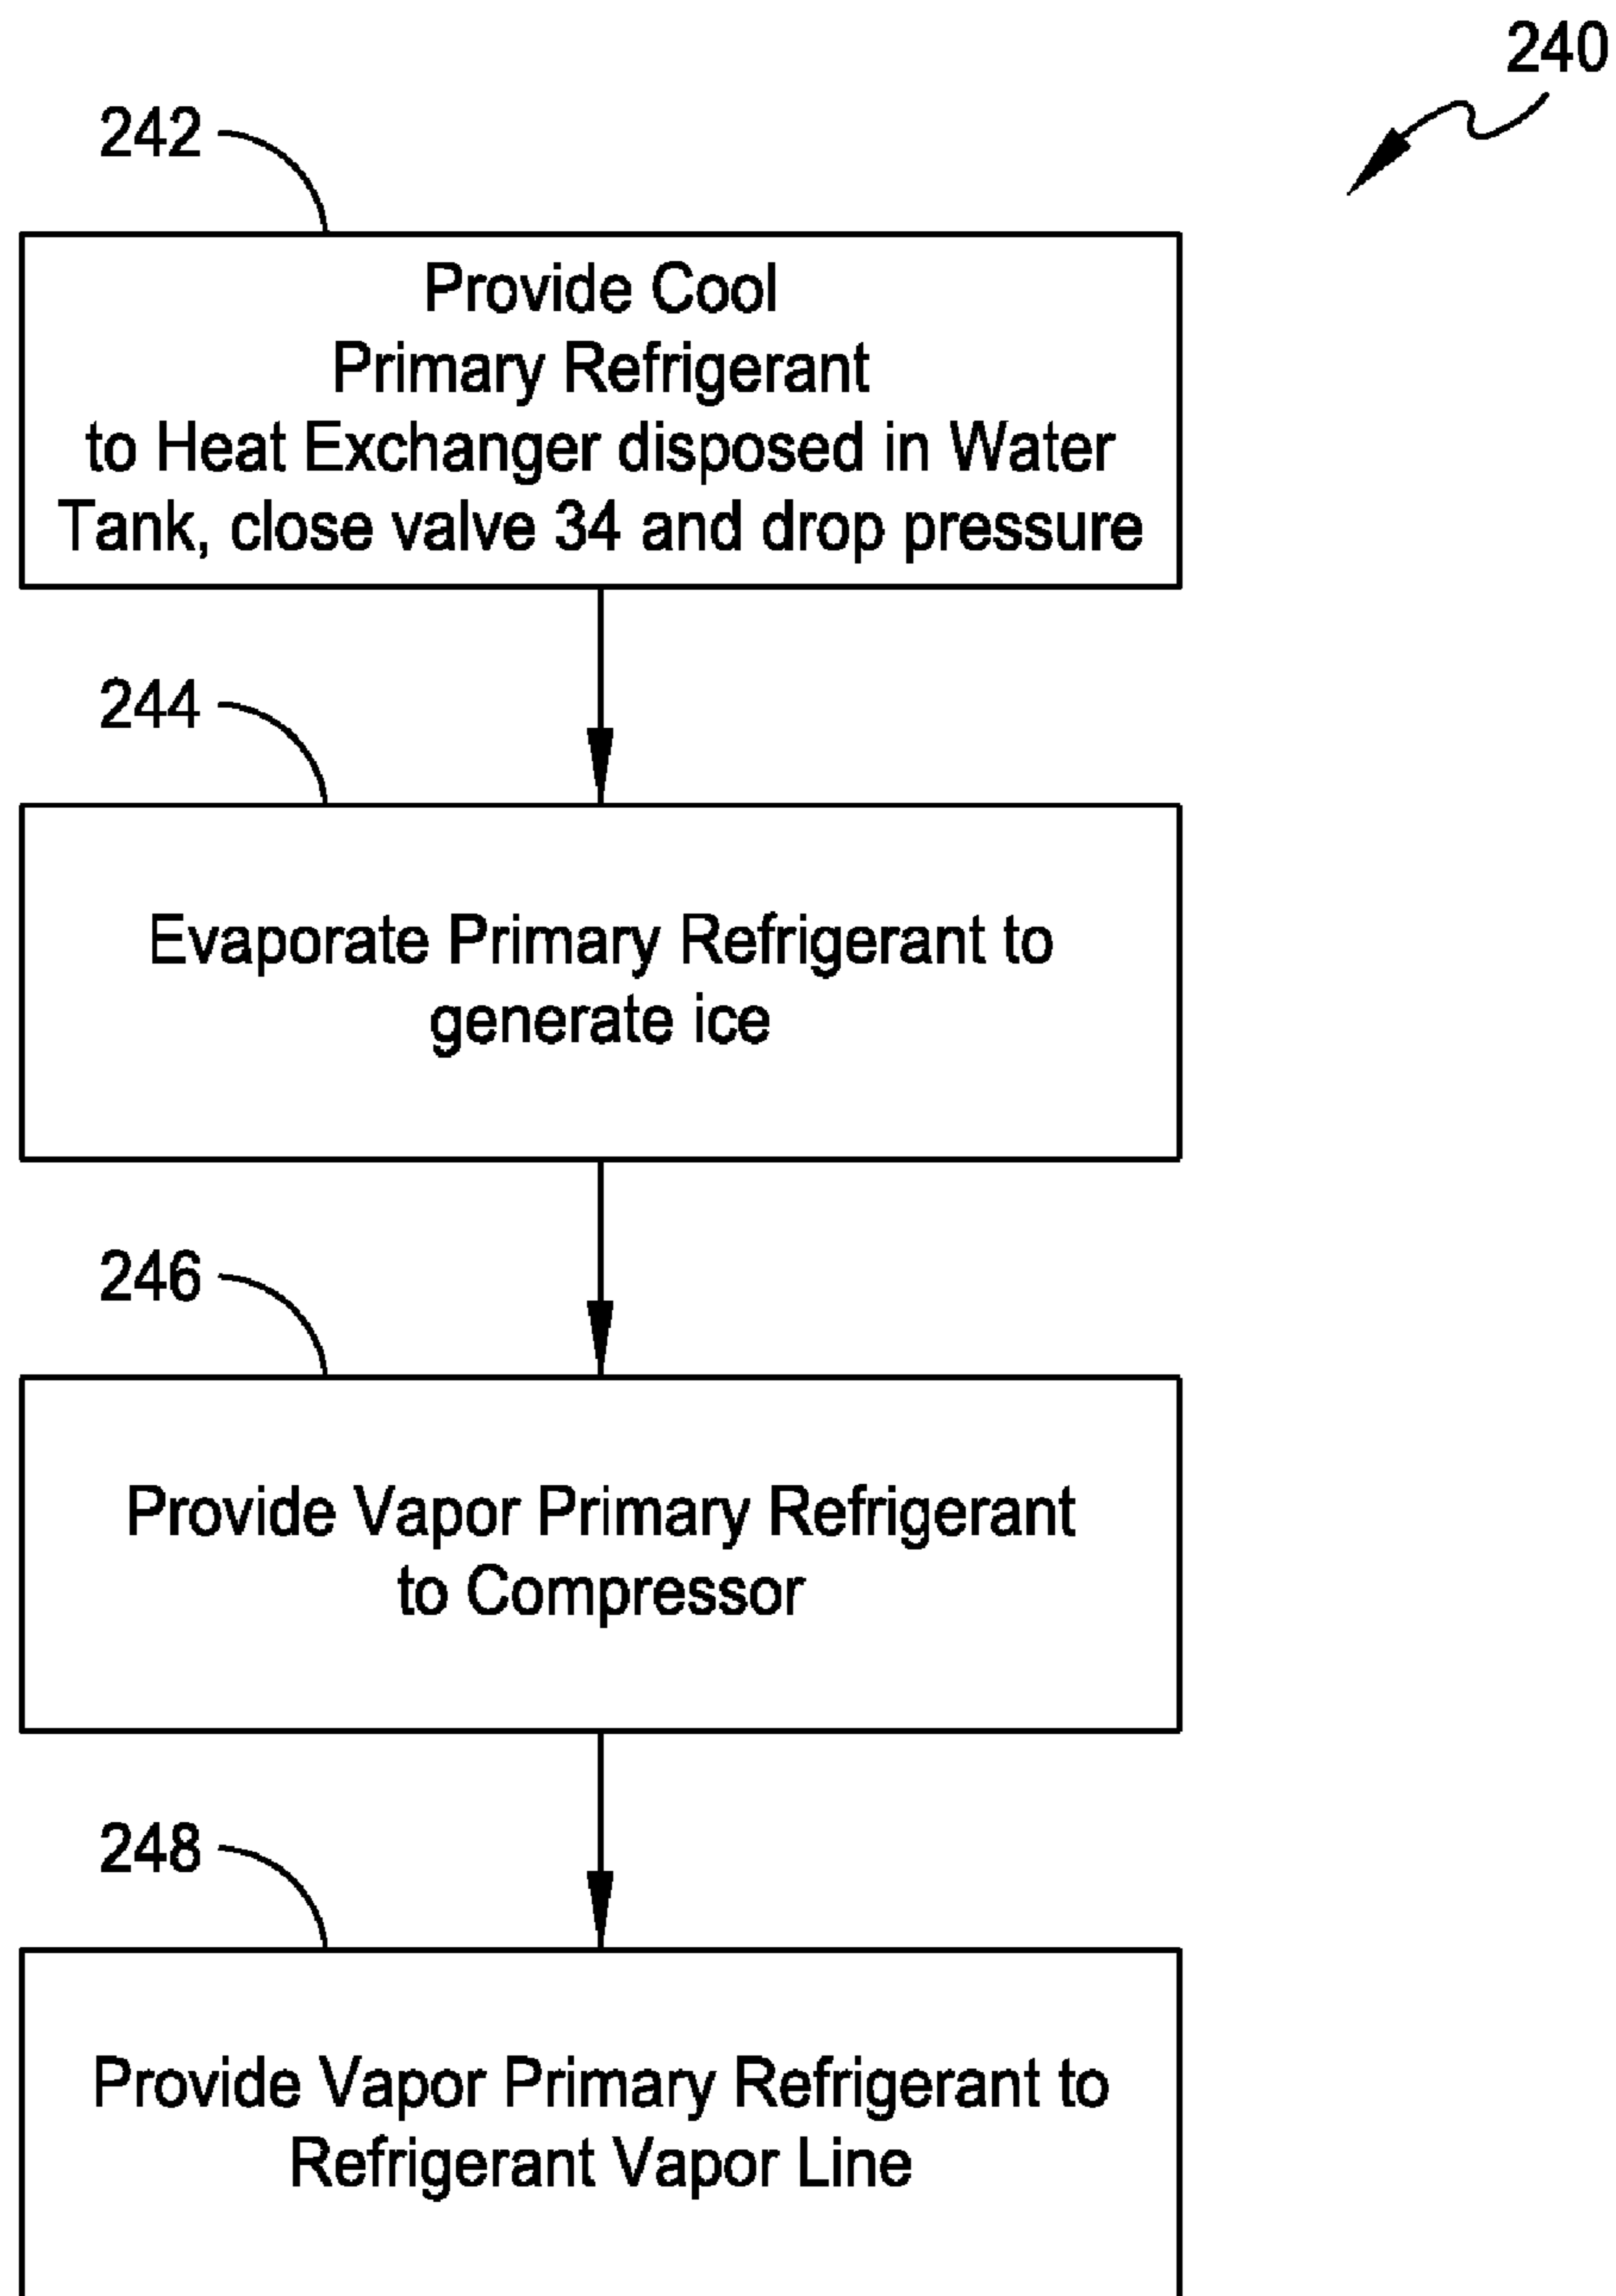 240
242
Provide Cool
Primary Refrigerant
to Heat Exchanger disposed in Water
Tank, close valve 34 and drop pressure
244
Evaporate Primary Refrigerant to
generate ice
246
Provide Vapor Primary Refrigerant
to Compressor
248
Provide Vapor Primary Refrigerant to
Refrigerant Vapor Line